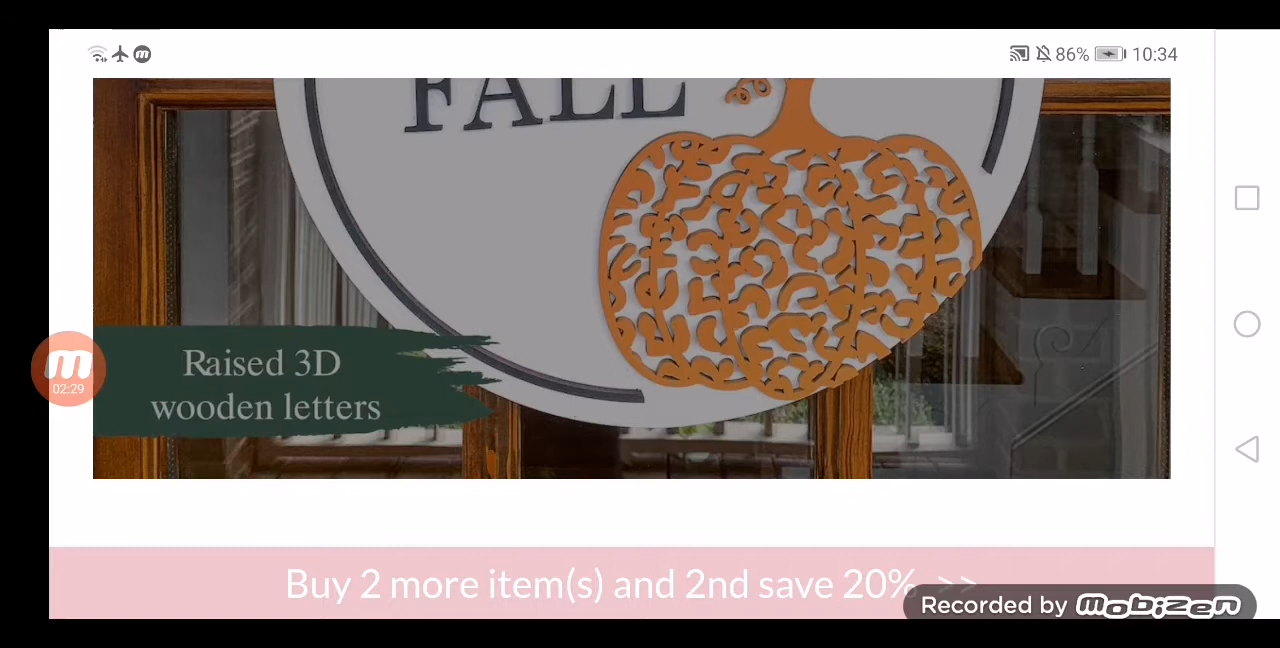 86% 10:34
FALL
Raised 3D
wooden letters
m
02:29
Buy 2 more item(s) and 2nd save 20% >>
Recorded by mobizen